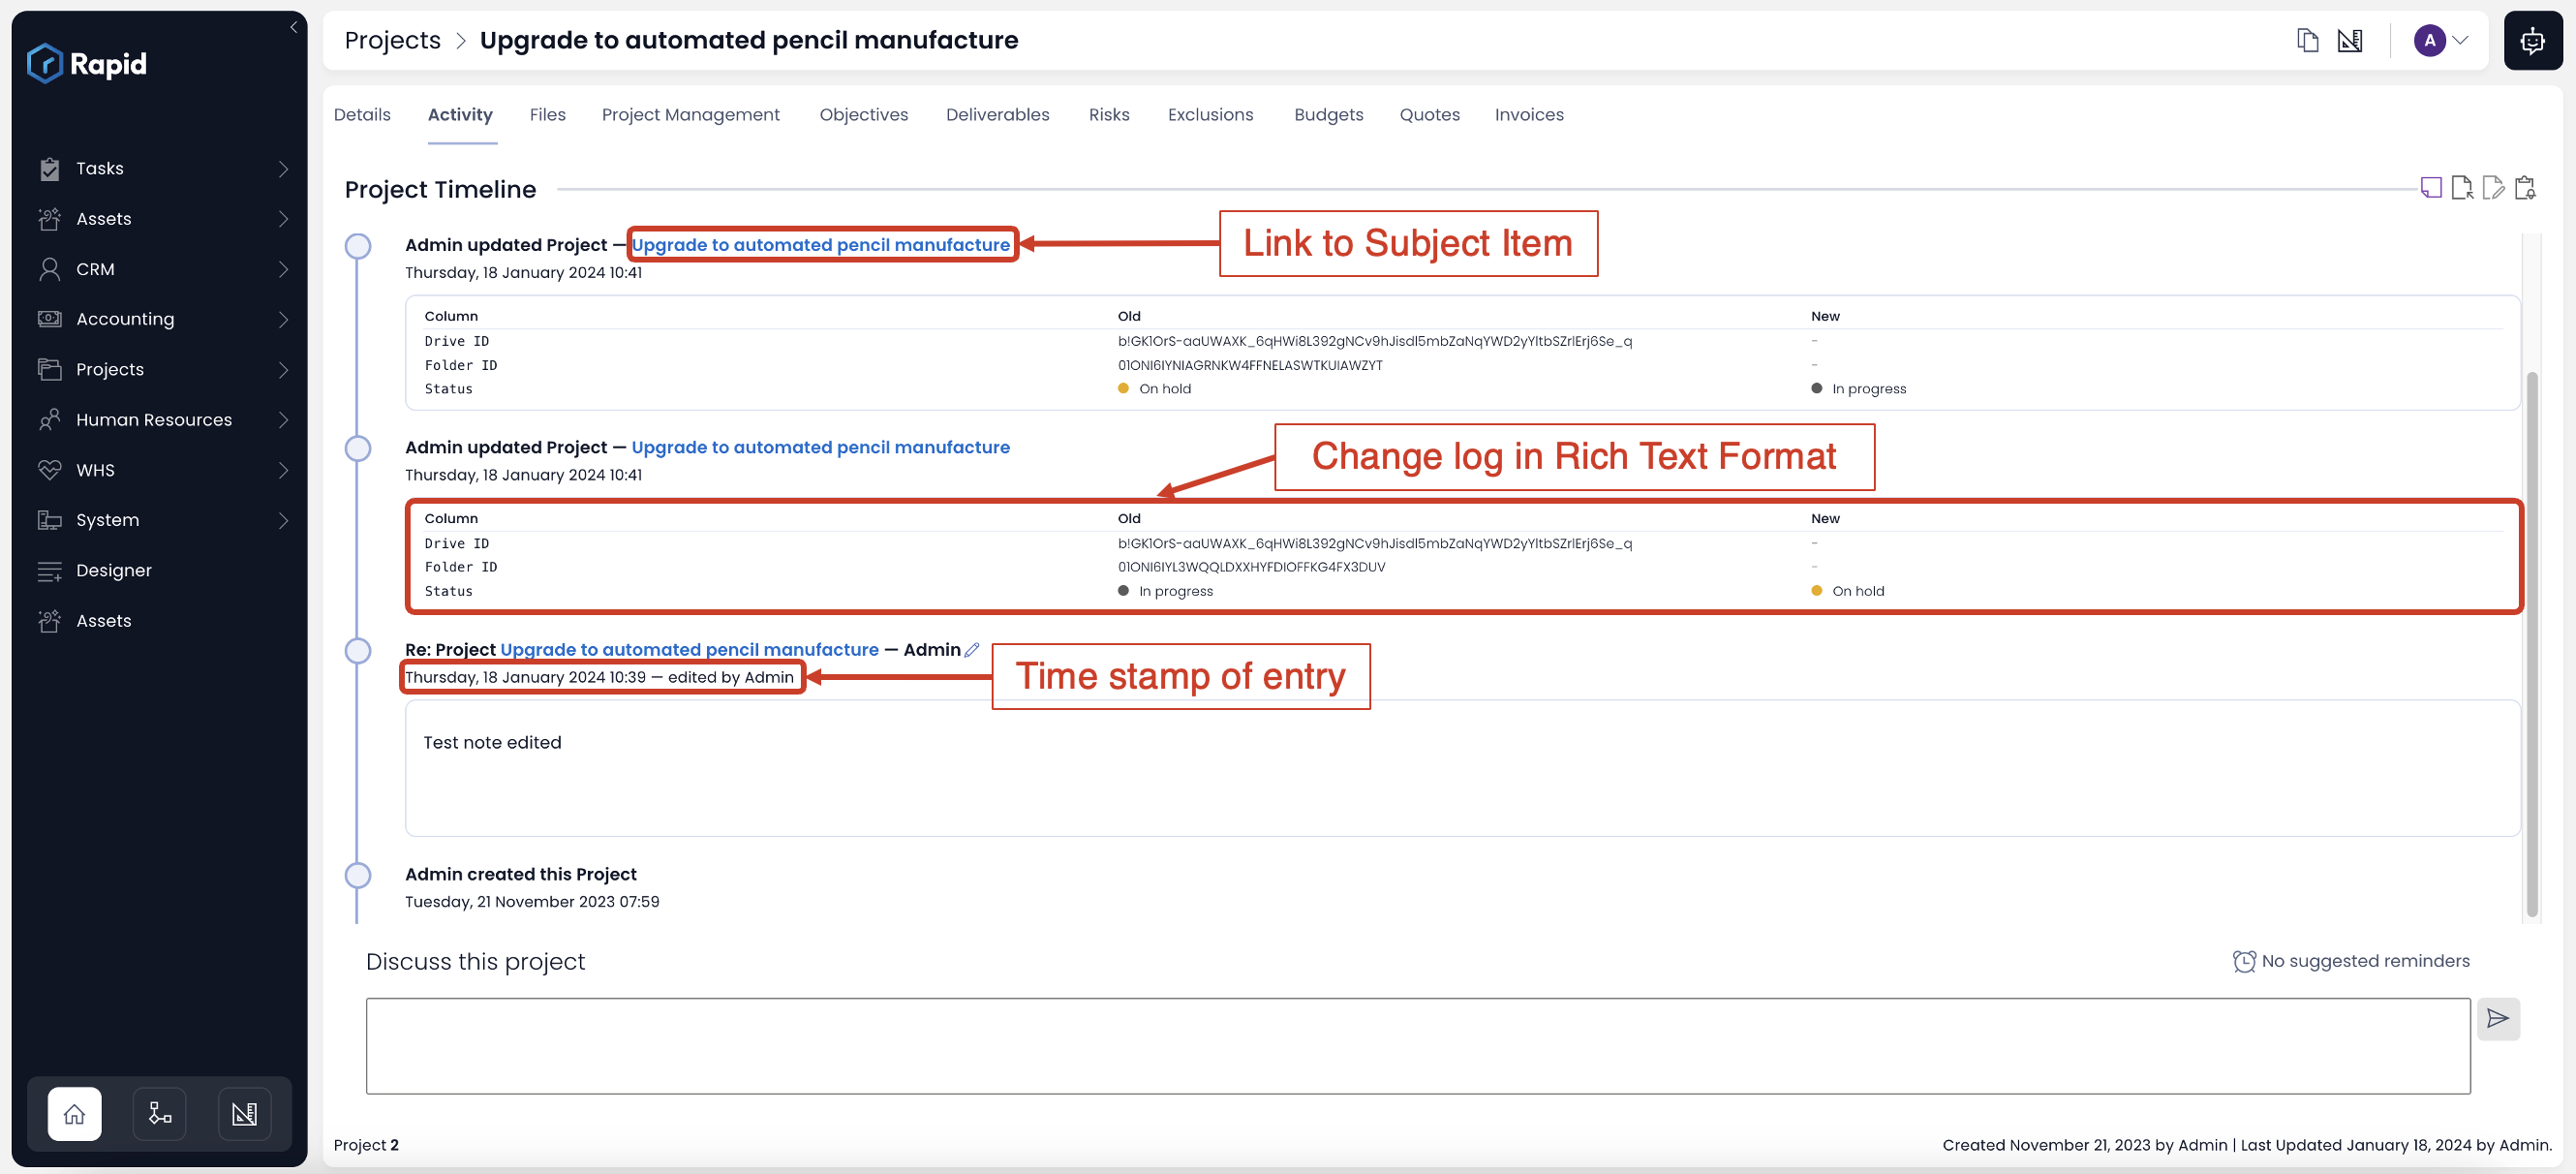 Rapid
Tasks
Assets
CRM
Accounting
Projects
Human Resources
WHS
System
Designer
Assets
Projects > Upgrade to automated pencil manufacture
A
Details Activity Files Project Management Objectives Deliverables Risks Exclusions Budgets Quotes Invoices
Project Timeline
Admin updated Project — Upgrade to automated pencil manufacture
Link to Subject Item
Thursday, 18 January 2024 10:41
Column Old New
Drive ID b!GK1OrS-aaUWAXK_6qHWi8L392gNCv9hJisdl5mbZaNqYWD2yYltbSZrlErj6Se_q -
Folder ID 01ONI6IYNIAGRNKW4FFNELASWTKUIAWZYT -
Status On hold In progress
Admin updated Project — Upgrade to automated pencil manufacture
Change log in Rich Text Format
Thursday, 18 January 2024 10:41
Column Old New
Drive ID b!GK1OrS-aaUWAXK_6qHWi8L392gNCv9hJisdl5mbZaNqYWD2yYltbSZrlErj6Se_q -
Folder ID 01ONI6IYL3WQQLDXXHYFDIOFFKG4FX3DUV -
Status In progress On hold
Re: Project Upgrade to automated pencil manufacture — Admin
Thursday, 18 January 2024 10:39 — edited by Admin
Time stamp of entry
Test note edited
Admin created this Project
Tuesday, 21 November 2023 07:59
Discuss this project
No suggested reminders
Project 2
Created November 21, 2023 by Admin | Last Updated January 18, 2024 by Admin.